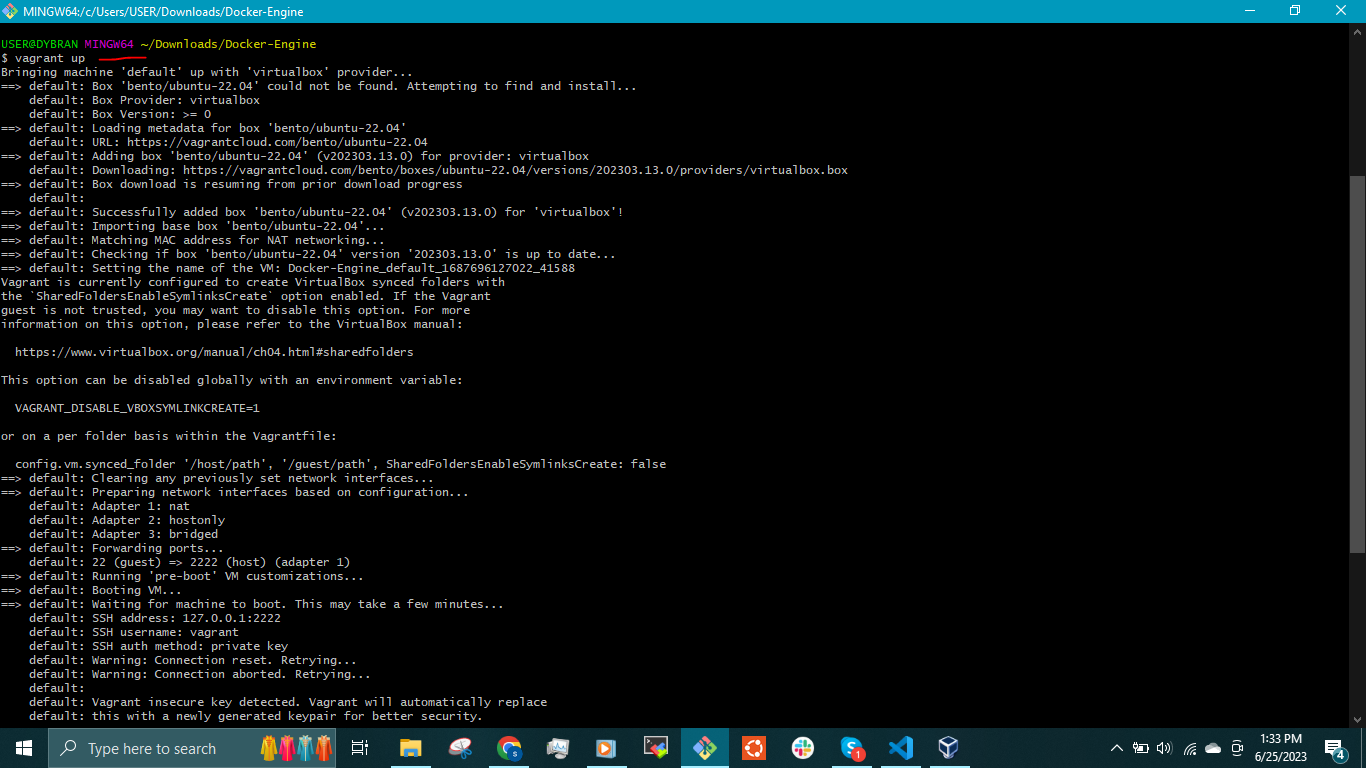 MINGW64:/c/Users/USER/Downloads/Docker-Engine
USER@DYBRAN MINGW64 ~/Downloads/Docker-Engine
$ vagrant up
Bringing machine 'default' up with 'virtualbox' provider...
==> default: Box 'bento/ubuntu-22.04' could not be found. Attempting to find and install...
    default: Box Provider: virtualbox
    default: Box Version: >= 0
==> default: Loading metadata for box 'bento/ubuntu-22.04'
    default: URL: https://vagrantcloud.com/bento/ubuntu-22.04
==> default: Adding box 'bento/ubuntu-22.04' (v202303.13.0) for provider: virtualbox
    default: Downloading: https://vagrantcloud.com/bento/boxes/ubuntu-22.04/versions/202303.13.0/providers/virtualbox.box
==> default: Box download is resuming from prior download progress
    default:
==> default: Successfully added box 'bento/ubuntu-22.04' (v202303.13.0) for 'virtualbox'!
==> default: Importing base box 'bento/ubuntu-22.04'...
==> default: Matching MAC address for NAT networking...
==> default: Checking if box 'bento/ubuntu-22.04' version '202303.13.0' is up to date...
==> default: Setting the name of the VM: Docker-Engine_default_1687696127022_41588
Vagrant is currently configured to create VirtualBox synced folders with
the `SharedFoldersEnableSymlinksCreate` option enabled. If the Vagrant
guest is not trusted, you may want to disable this option. For more
information on this option, please refer to the VirtualBox manual:
  https://www.virtualbox.org/manual/ch04.html#sharedfolders
This option can be disabled globally with an environment variable:
  VAGRANT_DISABLE_VBOXSYMLINKCREATE=1
or on a per folder basis within the Vagrantfile:
  config.vm.synced_folder '/host/path', '/guest/path', SharedFoldersEnableSymlinksCreate: false
==> default: Clearing any previously set network interfaces...
==> default: Preparing network interfaces based on configuration...
    default: Adapter 1: nat
    default: Adapter 2: hostonly
    default: Adapter 3: bridged
==> default: Forwarding ports...
    default: 22 (guest) => 2222 (host) (adapter 1)
==> default: Running 'pre-boot' VM customizations...
==> default: Booting VM...
==> default: Waiting for machine to boot. This may take a few minutes...
    default: SSH address: 127.0.0.1:2222
    default: SSH username: vagrant
    default: SSH auth method: private key
    default: Warning: Connection reset. Retrying...
    default: Warning: Connection aborted. Retrying...
    default:
    default: Vagrant insecure key detected. Vagrant will automatically replace
    default: this with a newly generated keypair for better security.
Type here to search
S
1
1:33 PM
6/25/2023
4